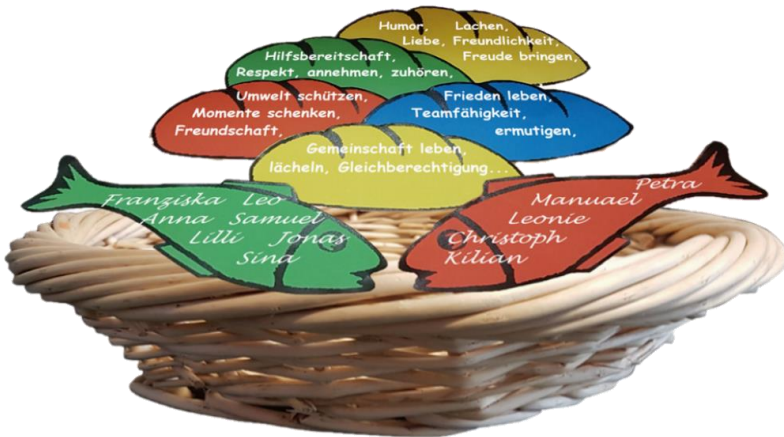 Humor, Lachen,
Liebe, Freundlichkeit,
Freude bringen,
Hilfsbereitschaft,
Respekt, annehmen, zuhören,
Umwelt schützen,
Momente schenken,
Freundschaft,
Frieden leben,
Teamfähigkeit,
ermutigen,
Gemeinschaft leben,
lächeln, Gleichberechtigung...
Franziska Leo
Anna Samuel
Lilli Jonas
Sina
Petra
Manuael
Leonie
Christoph
Kilian